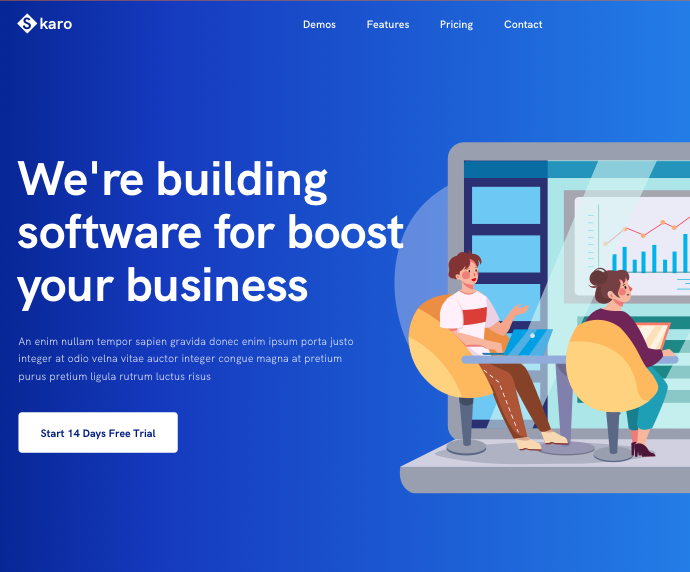 Skaro
Demos Features Pricing Contact
We're building
software for boost
your business
An enim nullam tempor sapien gravida donec enim ipsum porta justo
integer at odio velna vitae auctor integer congue magna at pretium
purus pretium ligula rutrum luctus risus
Start 14 Days Free Trial